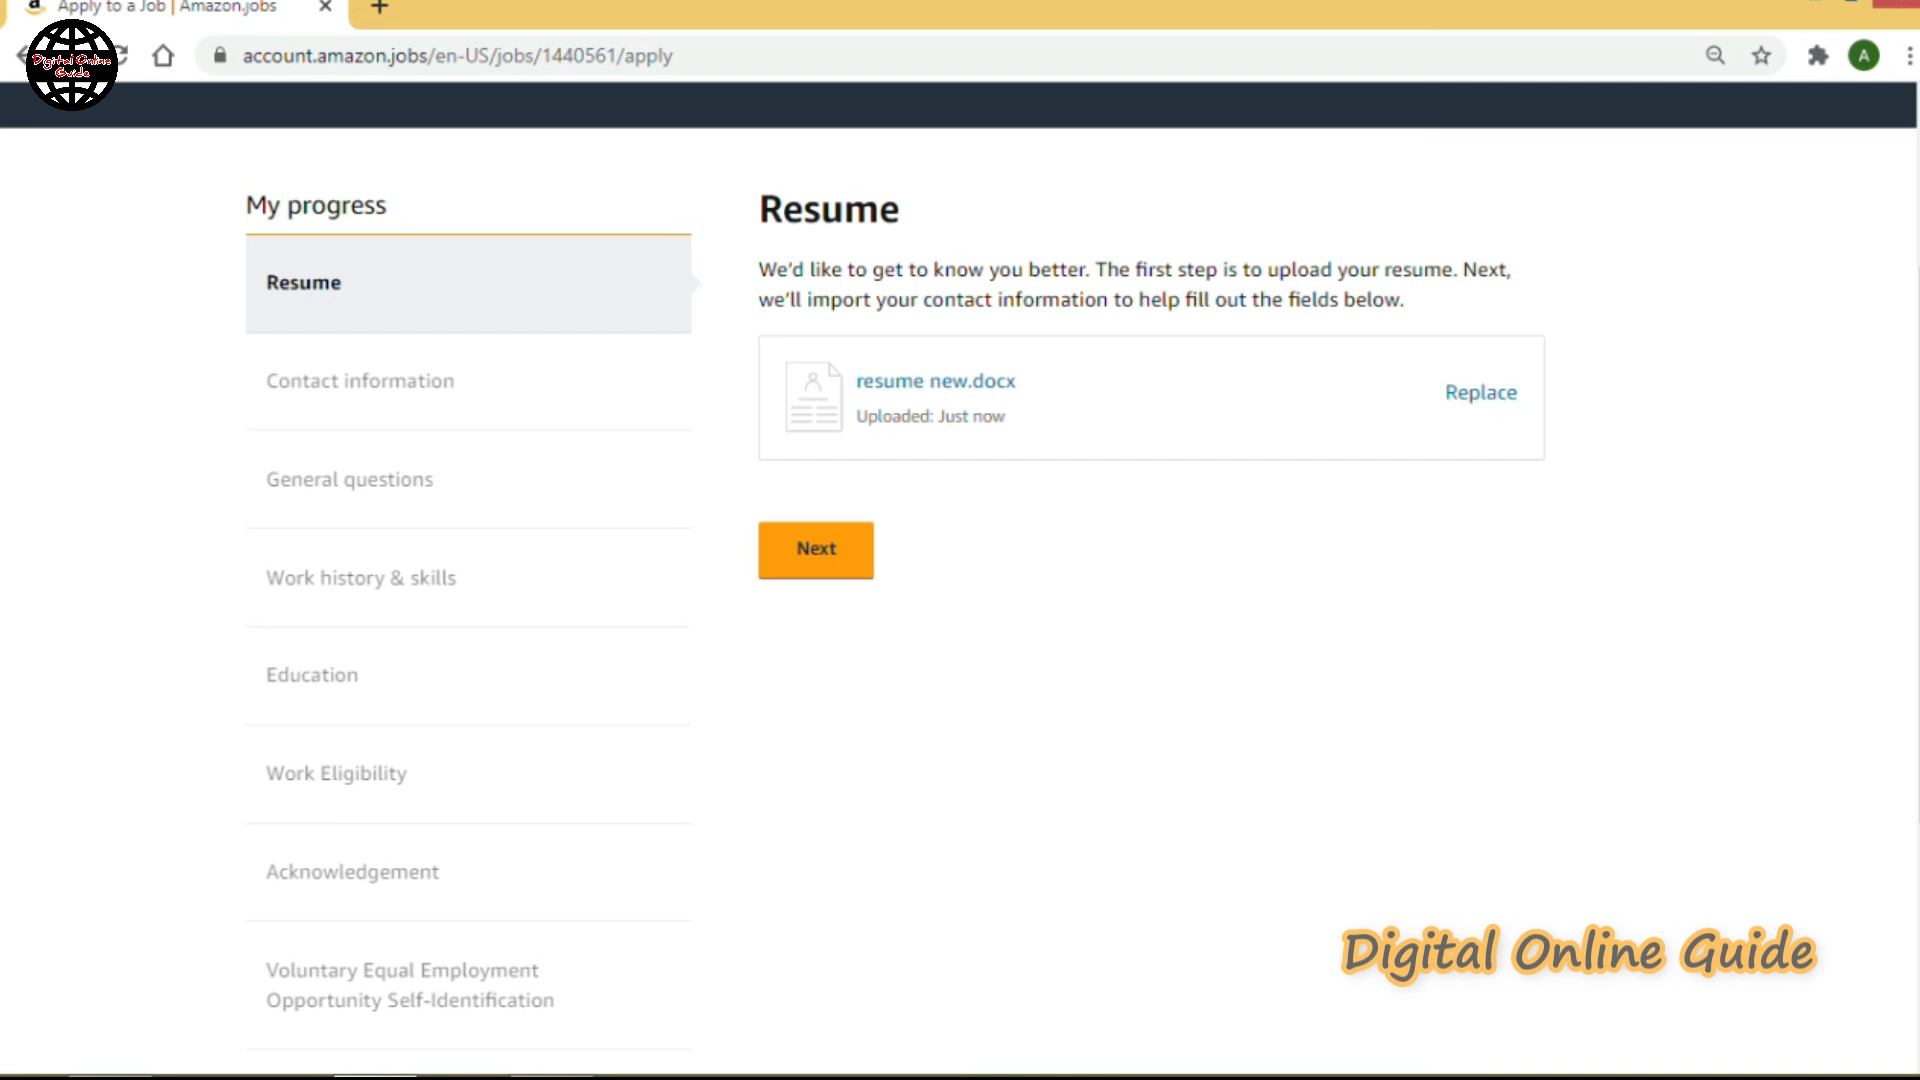 a Apply to a Job | Amazon.jobs
account.amazon.jobs/en-US/jobs/1440561/apply
A
Digital Online
Guide
My progress
Resume
Contact information
General questions
Work history & skills
Education
Work Eligibility
Acknowledgement
Voluntary Equal Employment
Opportunity Self-Identification
Resume
We'd like to get to know you better. The first step is to upload your resume. Next,
we'll import your contact information to help fill out the fields below.
resume new.docx
Uploaded: Just now
Replace
Next
Digital Online Guide